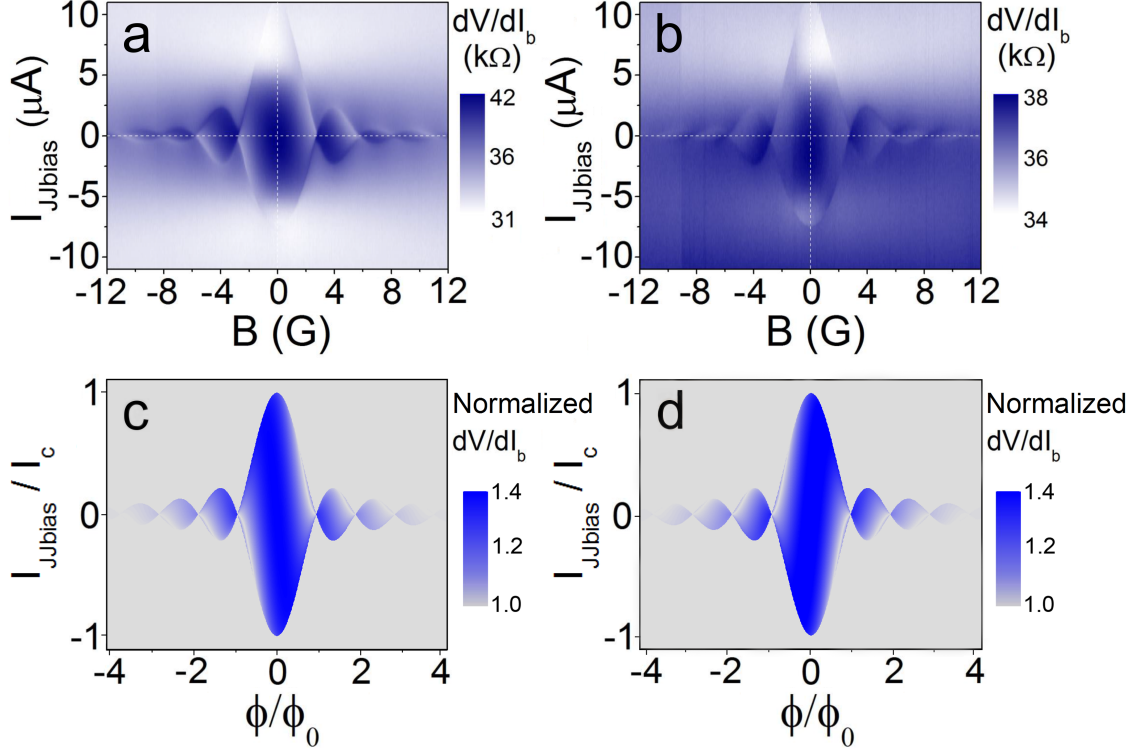 a
dV/dI_b
(kΩ)
42
36
31
10
5
0
-5
-10
I_JJbias (μA)
-12 -8 -4 0 4 8 12
B (G)
b
dV/dI_b
(kΩ)
38
36
34
10
5
0
-5
-10
I_JJbias (μA)
-12 -8 -4 0 4 8 12
B (G)
c
Normalized
dV/dI_b
1.4
1.2
1.0
1
0
-1
I_JJbias / I_c
-4 -2 0 2 4
ϕ/ϕ_0
d
Normalized
dV/dI_b
1.4
1.2
1.0
1
0
-1
I_JJbias / I_c
-4 -2 0 2 4
ϕ/ϕ_0